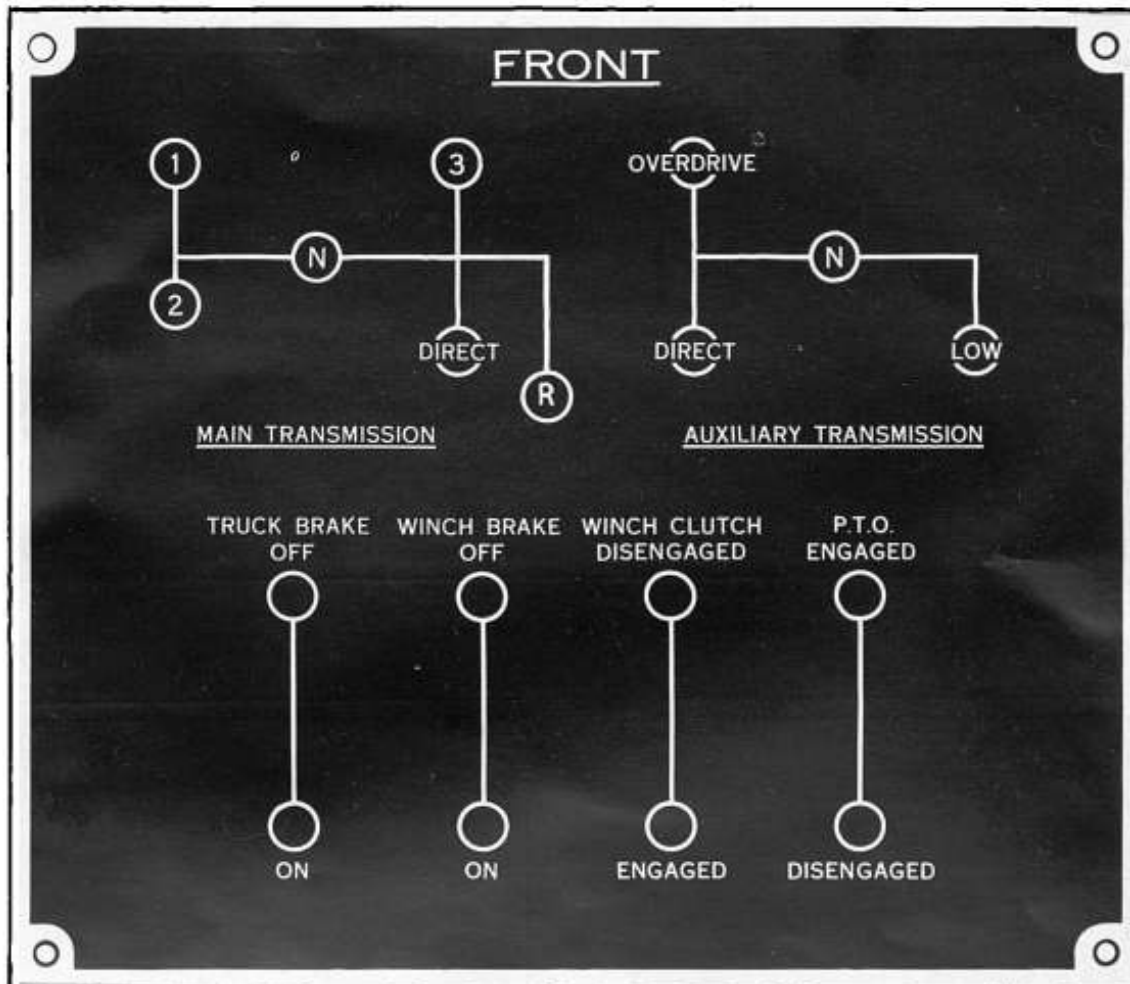 FRONT
1 3 OVERDRIVE
N N
2
DIRECT DIRECT LOW
R
MAIN TRANSMISSION AUXILIARY TRANSMISSION
TRUCK BRAKE WINCH BRAKE WINCH CLUTCH P.T.O.
OFF OFF DISENGAGED ENGAGED
ON ON ENGAGED DISENGAGED